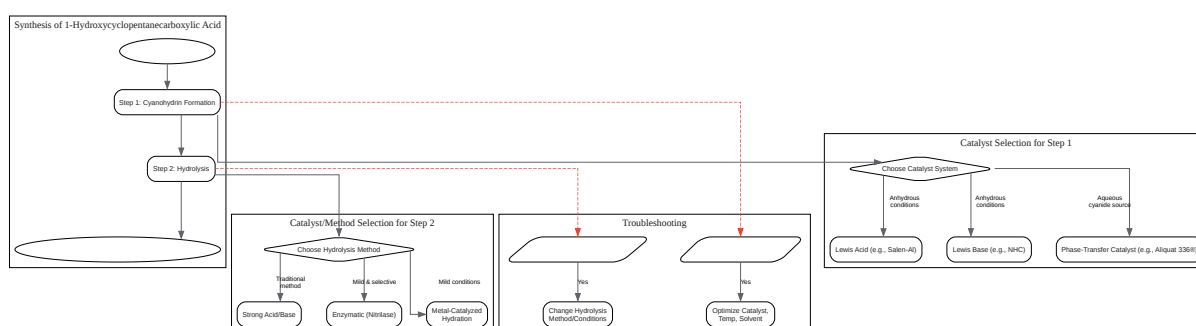 Synthesis of 1-Hydroxycyclopentanecarboxylic Acid
Step 1: Cyanohydrin Formation
Step 2: Hydrolysis
Catalyst/Method Selection for Step 2
Choose Hydrolysis Method
Traditional
method
Mild & selective
Mild conditions
Strong Acid/Base
Enzymatic (Nitrilase)
Metal-Catalyzed
Hydration
Troubleshooting
Yes
Yes
Change Hydrolysis
Method/Conditions
Optimize Catalyst,
Temp, Solvent
Catalyst Selection for Step 1
Choose Catalyst System
Anhydrous
conditions
Anhydrous
conditions
Aqueous
cyanide source
Lewis Acid (e.g., Salen-Al)
Lewis Base (e.g., NHC)
Phase-Transfer Catalyst (e.g., Aliquat 336®)